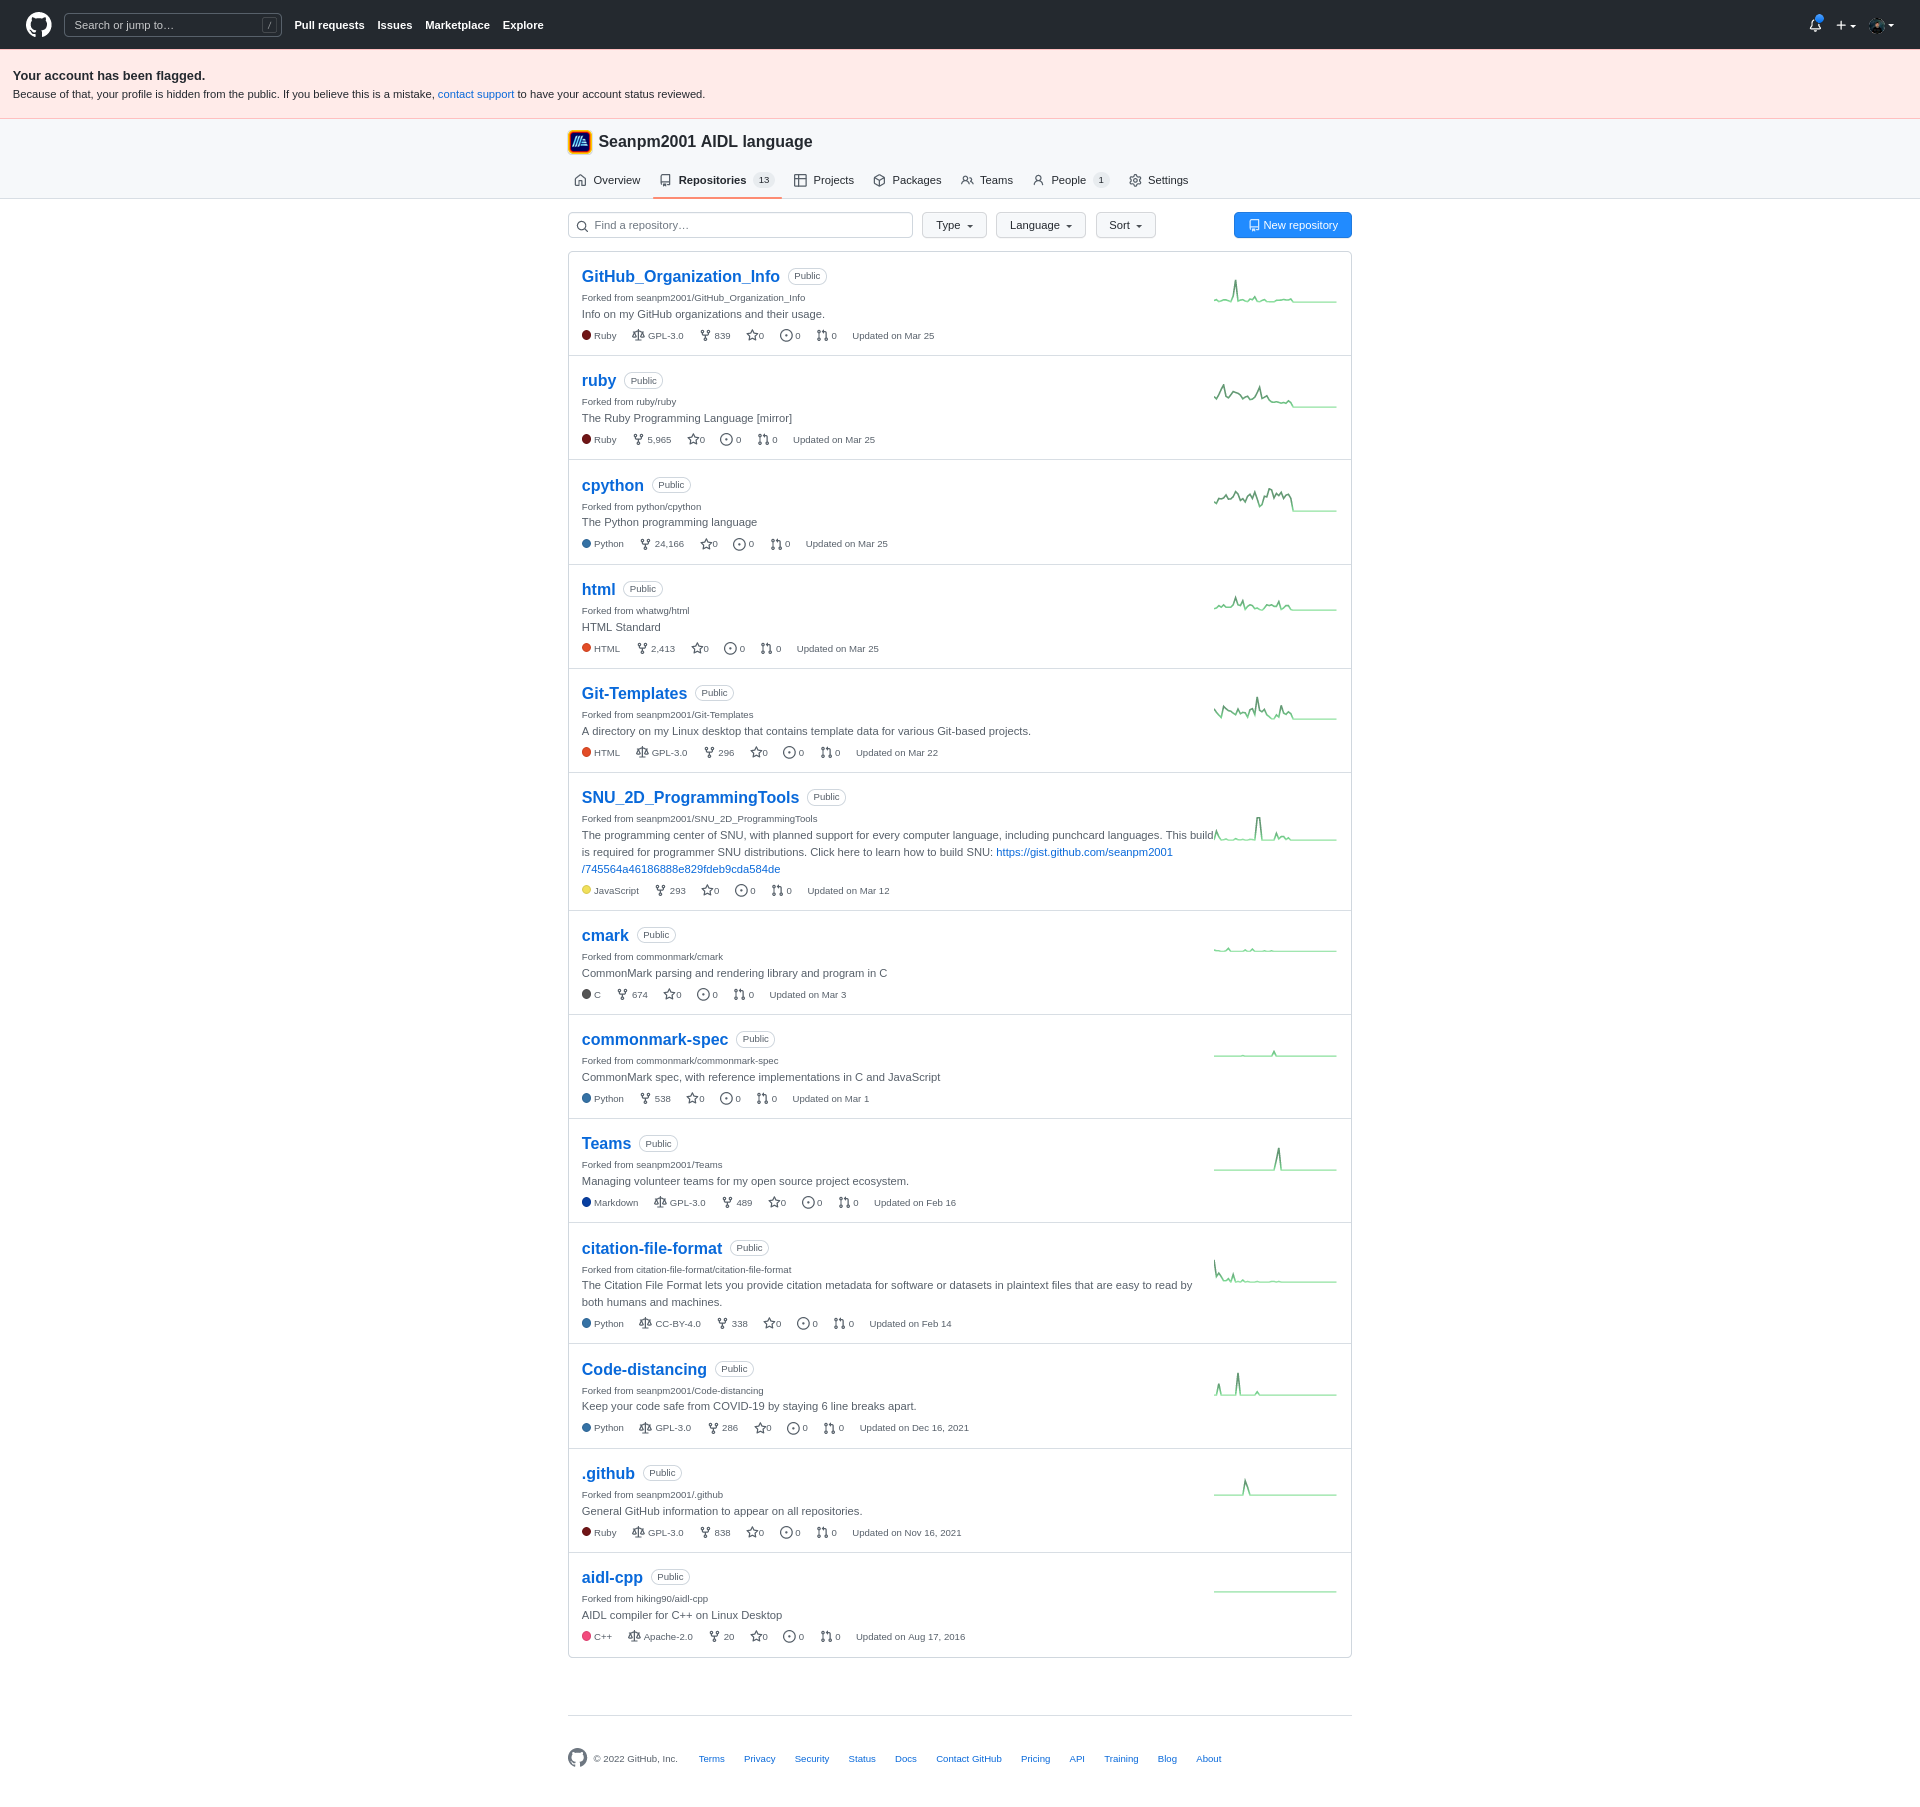 Search or jump to…
/
Pull requests Issues Marketplace Explore
Your account has been flagged.
Because of that, your profile is hidden from the public. If you believe this is a mistake, contact support to have your account status reviewed.
Seanpm2001 AIDL language
Overview Repositories 13 Projects Packages Teams People 1 Settings
Find a repository… Type Language Sort New repository
GitHub_Organization_Info Public
Forked from seanpm2001/GitHub_Organization_Info
Info on my GitHub organizations and their usage.
Ruby GPL-3.0 839 0 0 0 Updated on Mar 25
ruby Public
Forked from ruby/ruby
The Ruby Programming Language [mirror]
Ruby 5,965 0 0 0 Updated on Mar 25
cpython Public
Forked from python/cpython
The Python programming language
Python 24,166 0 0 0 Updated on Mar 25
html Public
Forked from whatwg/html
HTML Standard
HTML 2,413 0 0 0 Updated on Mar 25
Git-Templates Public
Forked from seanpm2001/Git-Templates
A directory on my Linux desktop that contains template data for various Git-based projects.
HTML GPL-3.0 296 0 0 0 Updated on Mar 22
SNU_2D_ProgrammingTools Public
Forked from seanpm2001/SNU_2D_ProgrammingTools
The programming center of SNU, with planned support for every computer language, including punchcard languages. This build
is required for programmer SNU distributions. Click here to learn how to build SNU: https://gist.github.com/seanpm2001
/745564a46186888e829fdeb9cda584de
JavaScript 293 0 0 0 Updated on Mar 12
cmark Public
Forked from commonmark/cmark
CommonMark parsing and rendering library and program in C
C 674 0 0 0 Updated on Mar 3
commonmark-spec Public
Forked from commonmark/commonmark-spec
CommonMark spec, with reference implementations in C and JavaScript
Python 538 0 0 0 Updated on Mar 1
Teams Public
Forked from seanpm2001/Teams
Managing volunteer teams for my open source project ecosystem.
Markdown GPL-3.0 489 0 0 0 Updated on Feb 16
citation-file-format Public
Forked from citation-file-format/citation-file-format
The Citation File Format lets you provide citation metadata for software or datasets in plaintext files that are easy to read by
both humans and machines.
Python CC-BY-4.0 338 0 0 0 Updated on Feb 14
Code-distancing Public
Forked from seanpm2001/Code-distancing
Keep your code safe from COVID-19 by staying 6 line breaks apart.
Python GPL-3.0 286 0 0 0 Updated on Dec 16, 2021
.github Public
Forked from seanpm2001/.github
General GitHub information to appear on all repositories.
Ruby GPL-3.0 838 0 0 0 Updated on Nov 16, 2021
aidl-cpp Public
Forked from hiking90/aidl-cpp
AIDL compiler for C++ on Linux Desktop
C++ Apache-2.0 20 0 0 0 Updated on Aug 17, 2016
© 2022 GitHub, Inc. Terms Privacy Security Status Docs Contact GitHub Pricing API Training Blog About